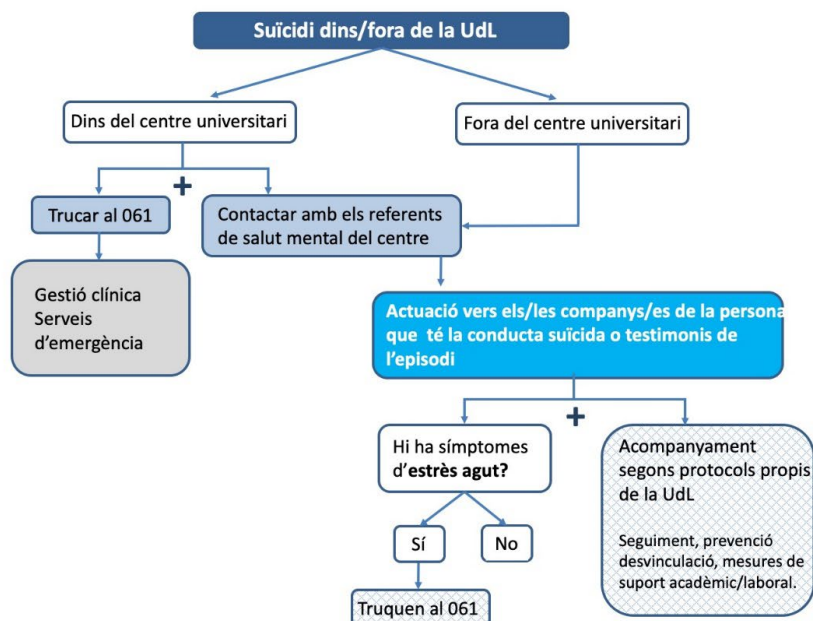 Suïcidi dins/fora de la UdL
Dins del centre universitari
Fora del centre universitari
+
Trucar al 061
Contactar amb els referents
de salut mental del centre
Gestió clínica
Serveis
d’emergència
Actuació vers els/les companys/es de la persona
que té la conducta suïcida o testimonis de
l’episodi
+
Hi ha símptomes
d’estrès agut?
Acompanyament
segons protocols propis
de la UdL
Seguiment, prevenció
desvinculació, mesures de
suport acadèmic/laboral.
Sí
No
Truquen al 061